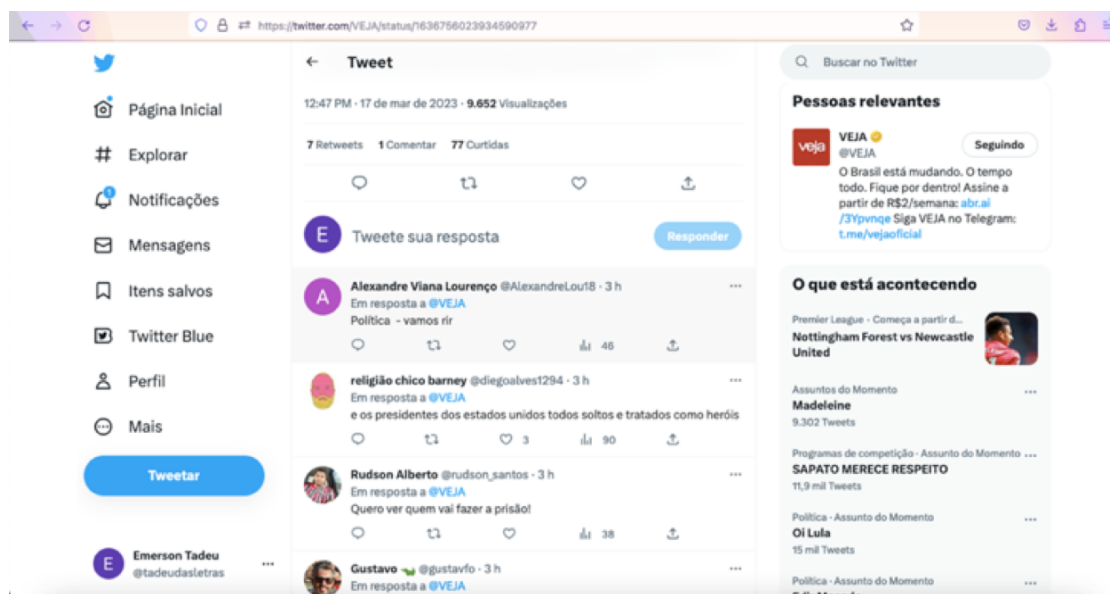 https://twitter.com/VEJA/status/1636756023934590977
Página Inicial
Explorar
1
Notificações
Mensagens
Itens salvos
Twitter Blue
Perfil
Mais
Tweetar
E
Emerson Tadeu
@tadeudasletras
Tweet
12:47 PM · 17 de mar de 2023 · 9.652 Visualizações
7 Retweets 1 Comentar 77 Curtidas
E Tweete sua resposta Responder
A
Alexandre Viana Lourenço @AlexandreLou18 · 3 h
Em resposta a @VEJA
Política - vamos rir
46
religião chico barney @diegoalves1294 · 3 h
Em resposta a @VEJA
e os presidentes dos estados unidos todos soltos e tratados como heróis
3 90
Rudson Alberto @rudson_santos · 3 h
Em resposta a @VEJA
Quero ver quem vai fazer a prisão!
38
Gustavo @gustavfo · 3 h
Em resposta a @VEJA
Buscar no Twitter
Pessoas relevantes
veja
VEJA
@VEJA
Seguindo
O Brasil está mudando. O tempo
todo. Fique por dentro! Assine a
partir de R$2/semana: abr.ai
/3Ypvnqe Siga VEJA no Telegram:
t.me/vejaoficial
O que está acontecendo
Premier League · Começa a partir d...
Nottingham Forest vs Newcastle
United
Assuntos do Momento
Madeleine
9.302 Tweets
Programas de competição · Assunto do Momento
SAPATO MERECE RESPEITO
11,9 mil Tweets
Política · Assunto do Momento
Oi Lula
15 mil Tweets
Política · Assunto do Momento